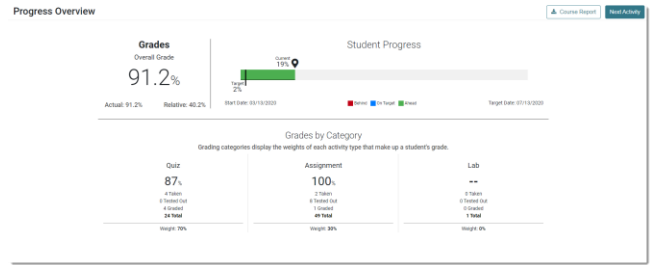 Progress Overview
Course Report
Next Activity
Grades
Overall Grade
91.2%
Actual: 91.2% Relative: 40.2%
Student Progress
Current
19%
Target
2%
Start Date: 03/13/2020
Behind On Target Ahead
Target Date: 07/13/2020
Grades by Category
Grading categories display the weights of each activity type that make up a student's grade.
Quiz
87%
4 Taken
0 Tested Out
4 Graded
24 Total
Weight: 70%
Assignment
100%
2 Taken
0 Tested Out
1 Graded
49 Total
Weight: 30%
Lab
--
0 Tested Out
0 Graded
1 Total
Weight: 0%